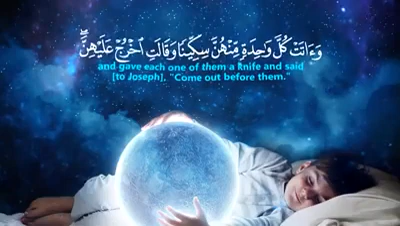 وَءَاتَتْ كُلَّ وَٰحِدَةٍ مِّنْهُنَّ سِكِّينًا وَقَالَتِ ٱخْرُجْ عَلَيْهِنَّ ۖ
and gave each one of them a knife and said
[to Joseph], "Come out before them."